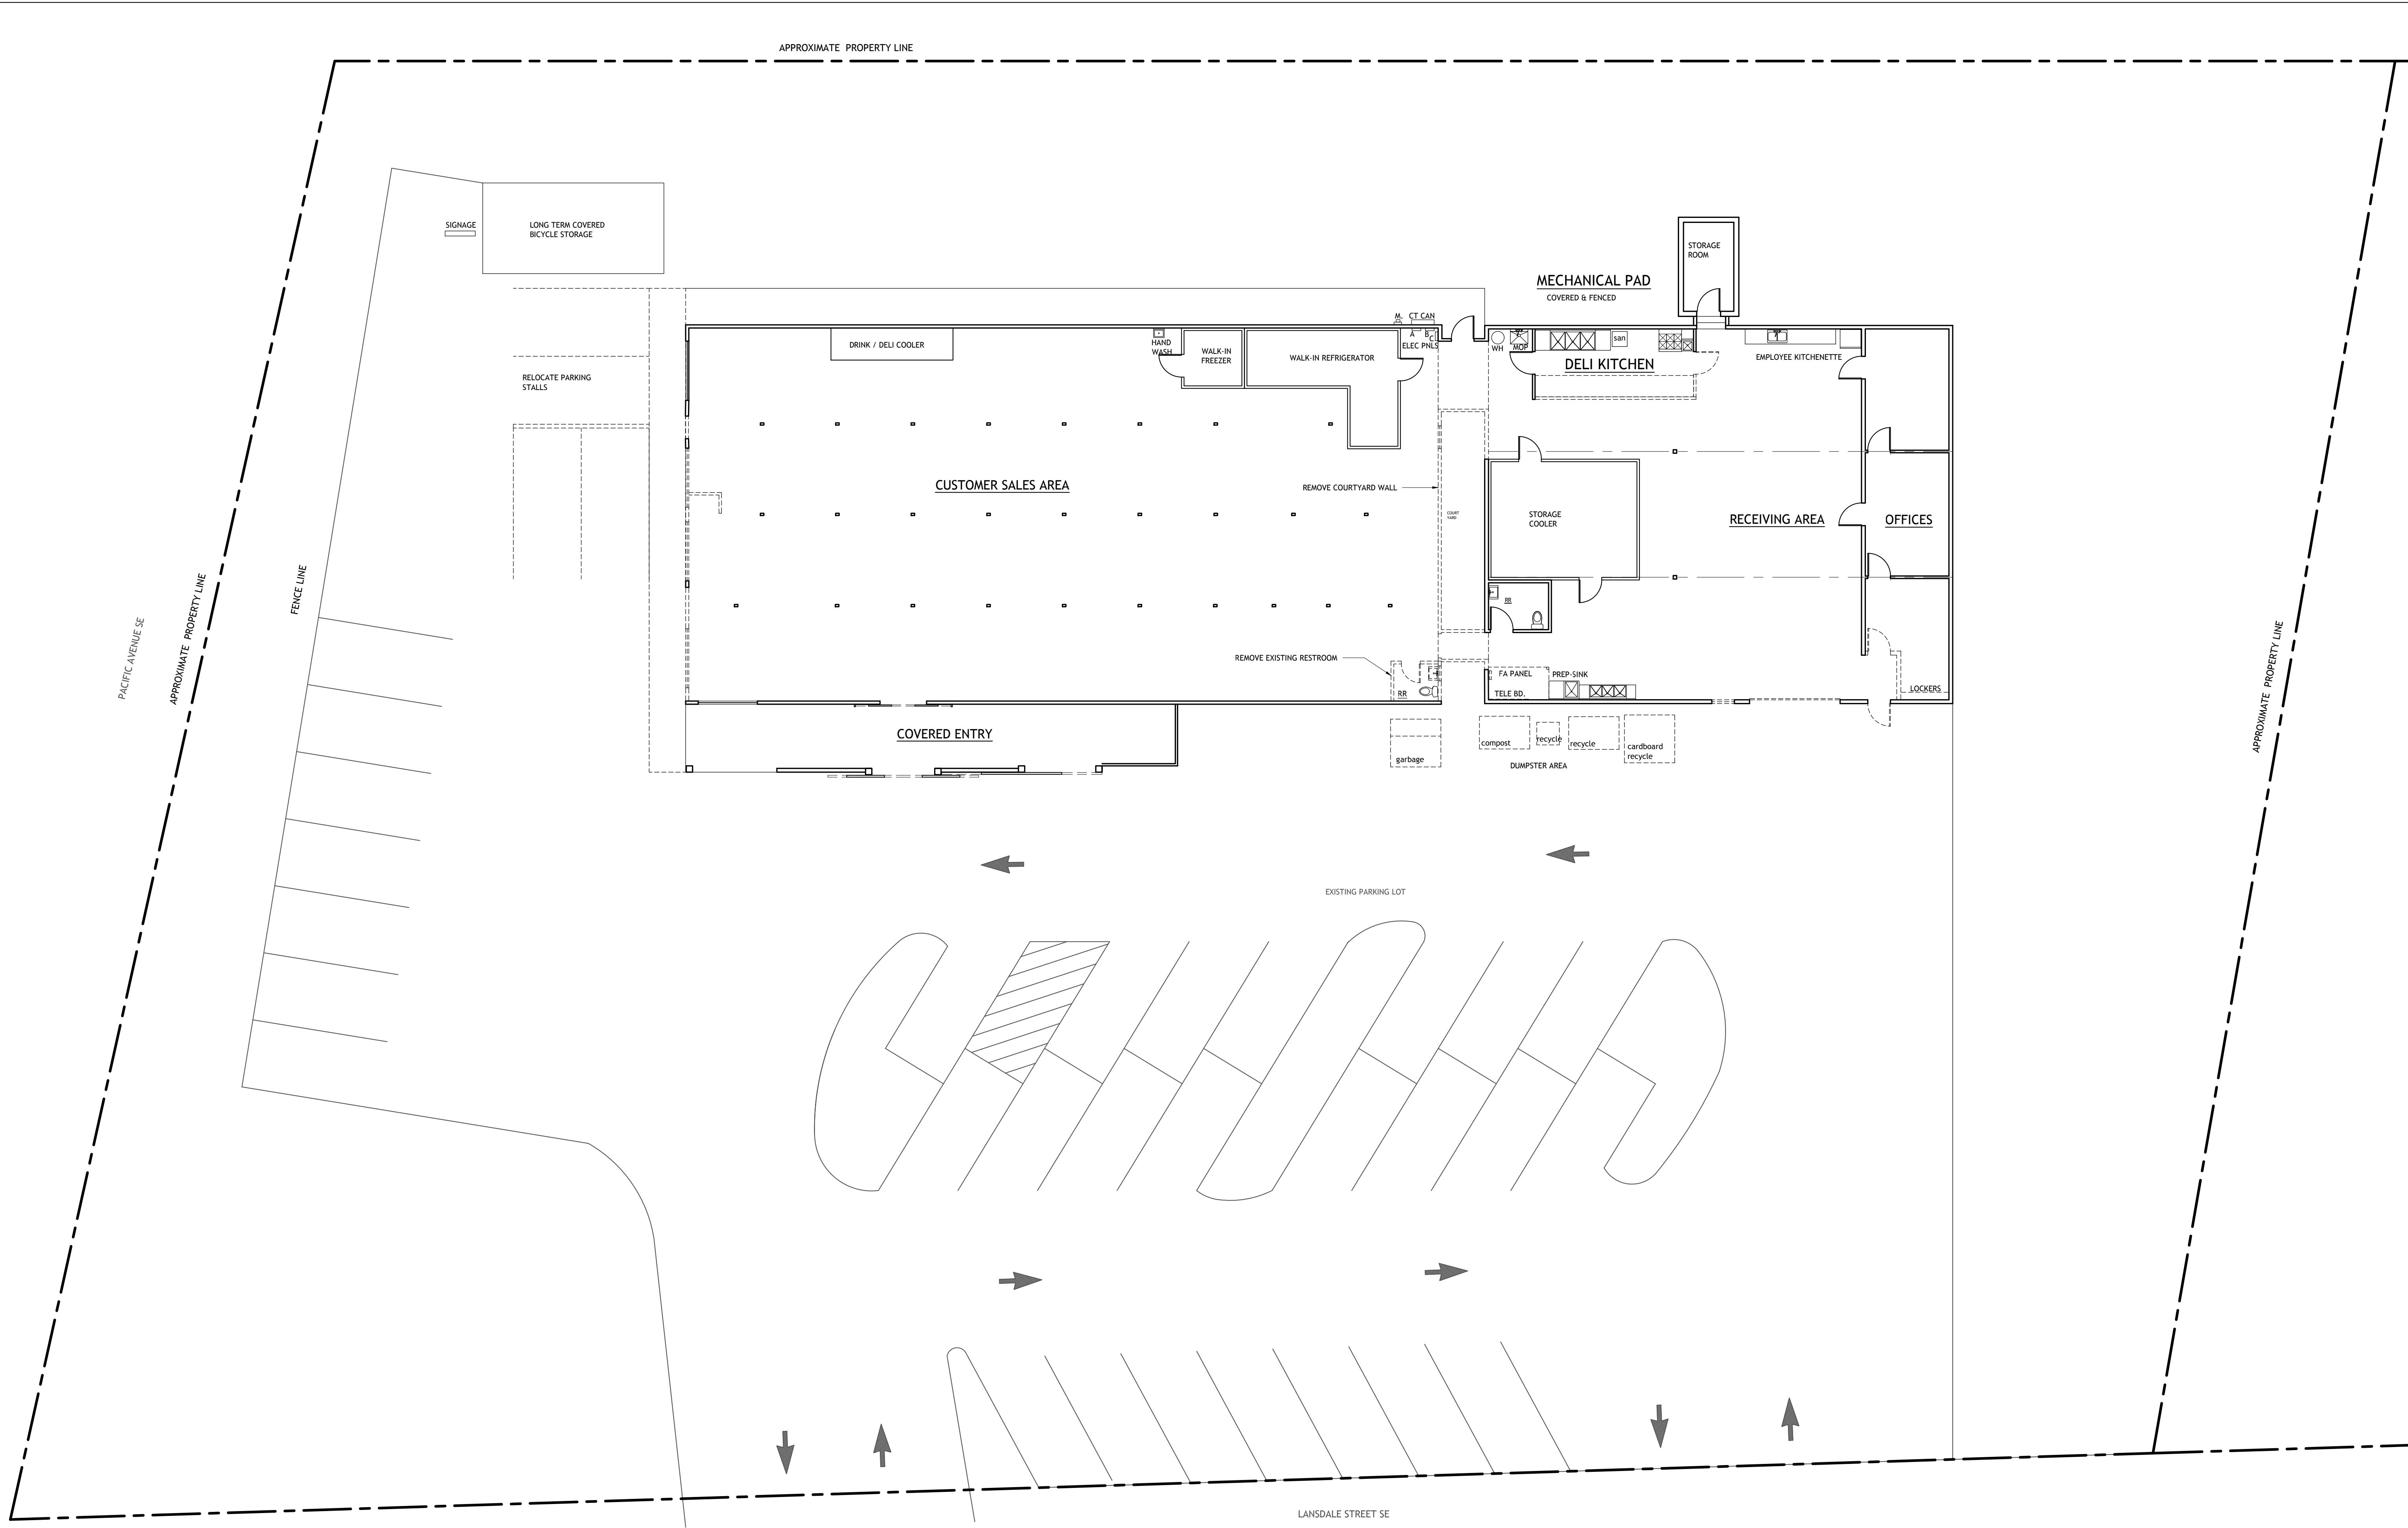 APPROXIMATE PROPERTY LINE
SIGNAGE
LONG TERM COVERED
BICYCLE STORAGE
STORAGE
ROOM
MECHANICAL PAD
COVERED & FENCED
M
CT CAN
A
B
C
ELEC PNLS
HAND
WASH
WALK-IN
FREEZER
WALK-IN REFRIGERATOR
DRINK / DELI COOLER
WH
MOP
san
DELI KITCHEN
EMPLOYEE KITCHENETTE
RELOCATE PARKING
STALLS
CUSTOMER SALES AREA
REMOVE COURTYARD WALL
COURT
YARD
STORAGE
COOLER
RECEIVING AREA
OFFICES
PACIFIC AVENUE SE
APPROXIMATE PROPERTY LINE
FENCE LINE
RR
REMOVE EXISTING RESTROOM
RR
FA PANEL
PREP-SINK
TELE BD.
LOCKERS
APPROXIMATE PROPERTY LINE
COVERED ENTRY
garbage
compost
recycle
recycle
cardboard
recycle
DUMPSTER AREA
EXISTING PARKING LOT
LANSDALE STREET SE